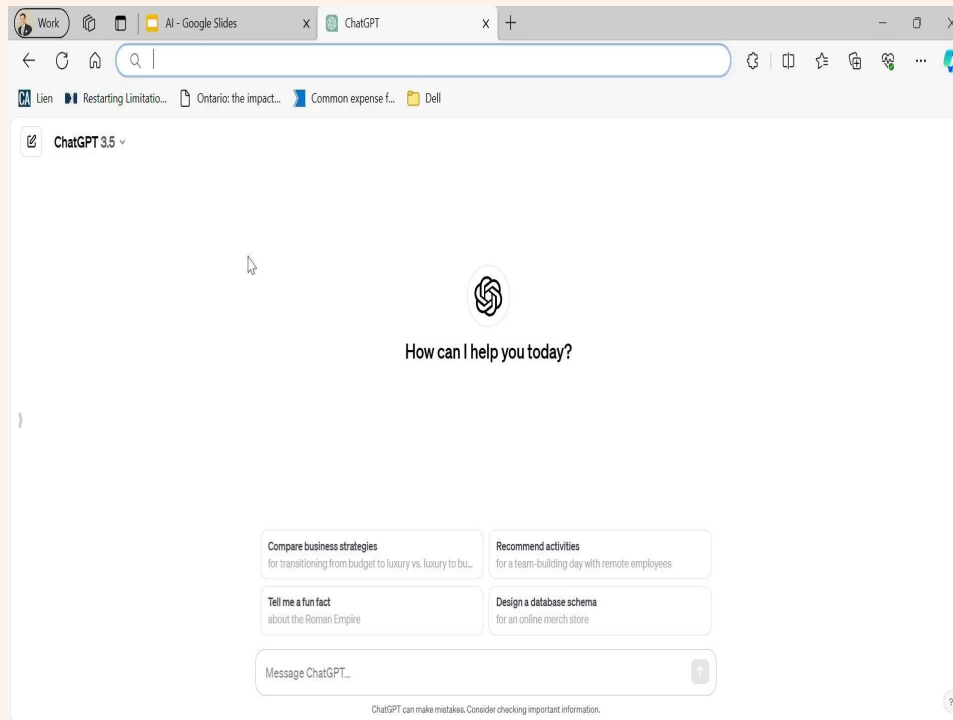 Work
AI - Google Slides
ChatGPT
Lien
Restarting Limitatio...
Ontario: the impact...
Common expense f...
Dell
ChatGPT 3.5
How can I help you today?
Compare business strategies
for transitioning from budget to luxury vs. luxury to bu...
Recommend activities
for a team-building day with remote employees
Tell me a fun fact
about the Roman Empire
Design a database schema
for an online merch store
Message ChatGPT...
ChatGPT can make mistakes. Consider checking important information.
?